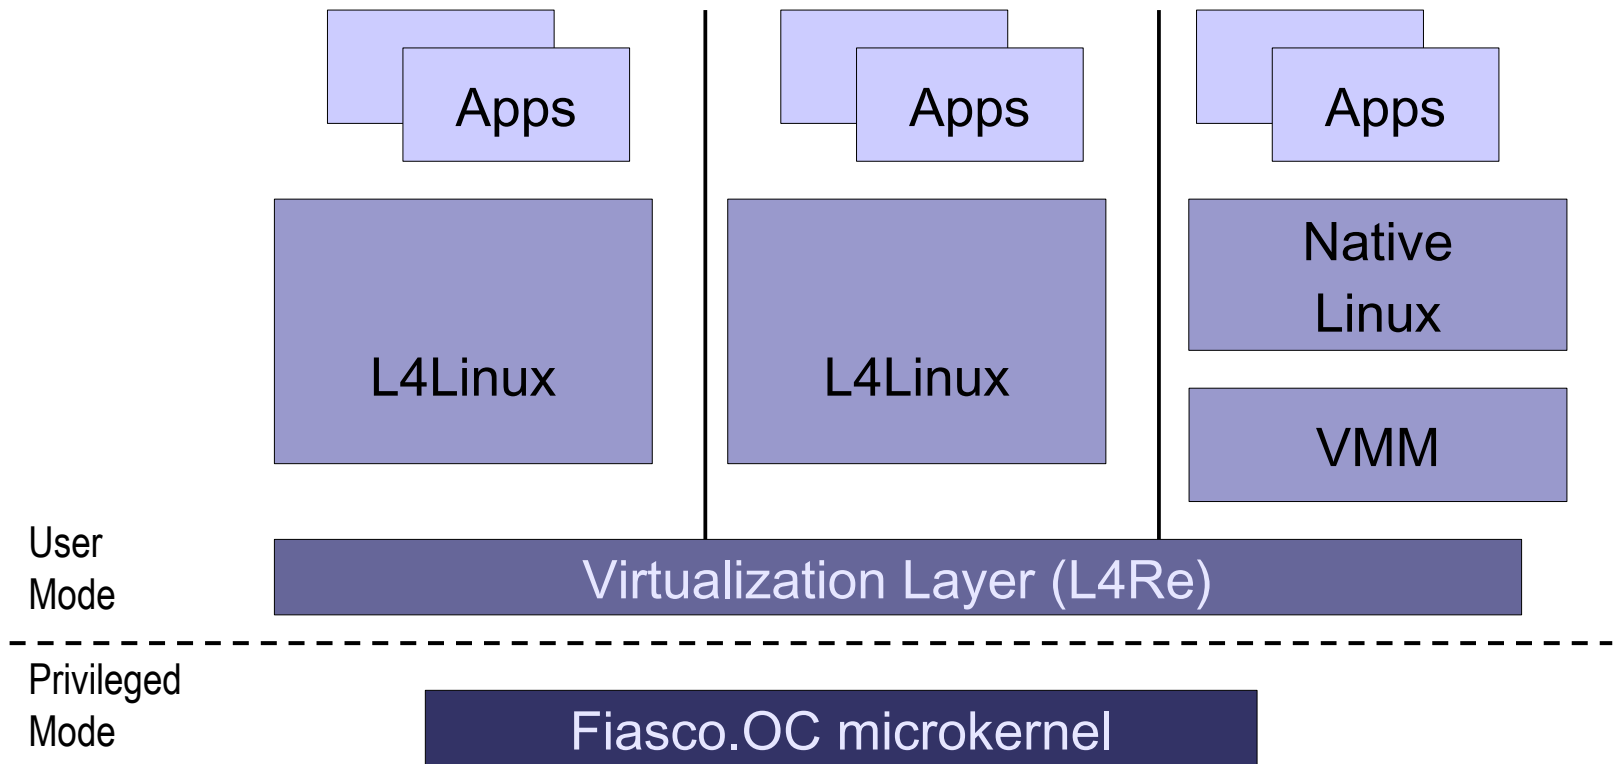 Apps
Apps
Apps
L4Linux
L4Linux
Native
Linux
VMM
User
Mode
Virtualization Layer (L4Re)
Privileged
Mode
Fiasco.OC microkernel